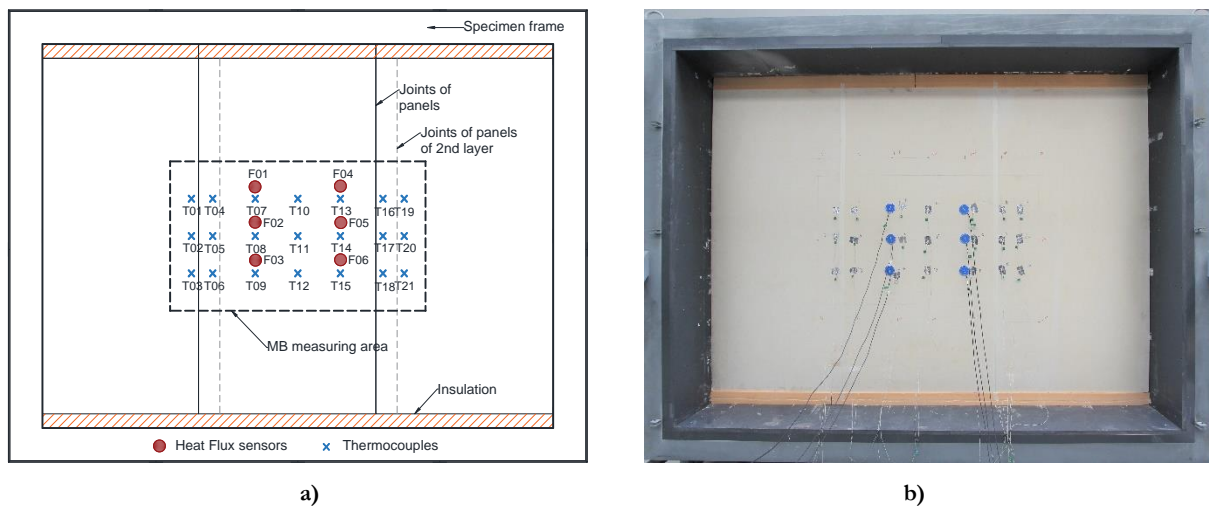 Specimen frame
Joints of
panels
Joints of panels
of 2nd layer
F01 F04
T01 T04 T07 T10 T13 T16 T19
F02 F05
T02 T05 T08 T11 T14 T17 T20
F03 F06
T03 T06 T09 T12 T15 T18 T21
MB measuring area
Insulation
Heat Flux sensors Thermocouples
a) b)